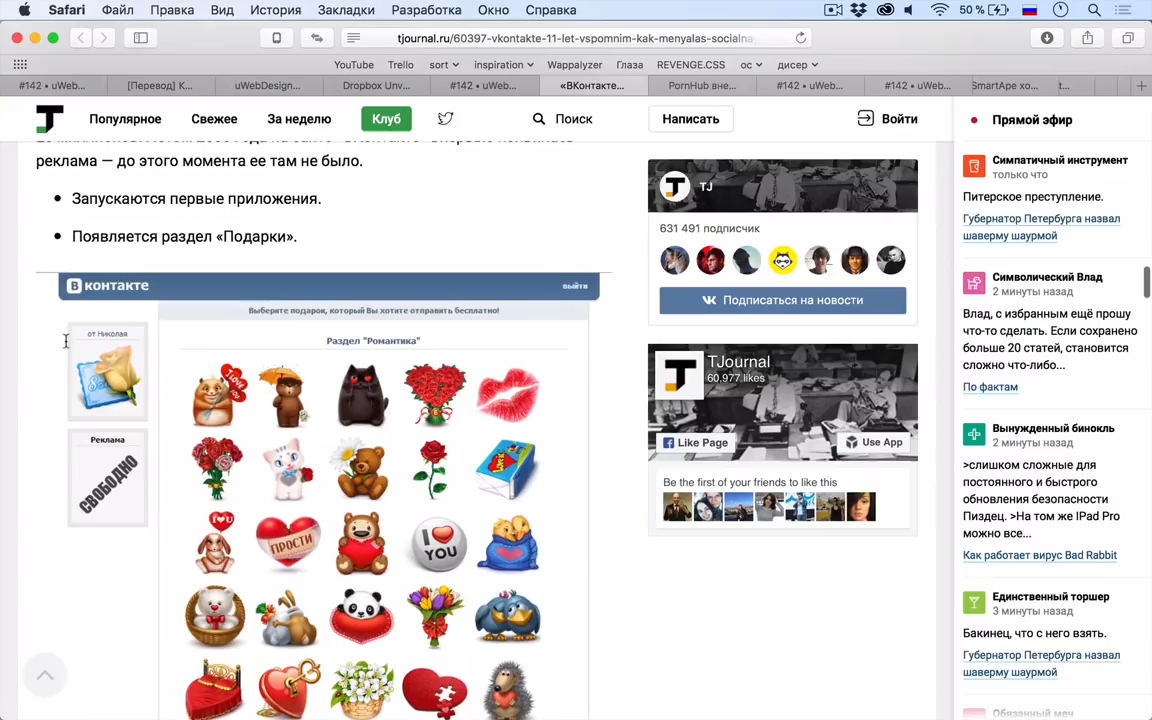 Safari Файл Правка Вид История Закладки Разработка Окно Справка 50 %
tjournal.ru/60397-vkontakte-11-let-vspomnim-kak-menyalas-socialna
YouTube Trello sort inspiration Wappalyzer Глаза REVENGE.CSS ос дисер
#142 • uWeb... [Перевод] К... uWebDesign... Dropbox Unv... #142 • uWeb... «ВКонтакте... PornHub вне... #142 • uWeb... #142 • uWeb... SmartApe хо... t...
Популярное Свежее За неделю Клуб Поиск Написать Войти
реклама — до этого момента ее там не было.
• Запускаются первые приложения.
• Появляется раздел «Подарки».
В контакте выйти
Выберите подарок, который Вы хотите отправить бесплатно!
от Николая
Раздел "Романтика"
I love
Реклама
СВОБОДНО
I ♥ U
ПРОСТИ
I ♥ YOU
TJ
631 491 подписчик
Подписаться на новости
TJournal
60.977 likes
Like Page
Use App
Be the first of your friends to like this
Прямой эфир
Симпатичный инструмент
только что
Питерское преступление.
Губернатор Петербурга назвал
шаверму шаурмой
Символический Влад
2 минуты назад
Влад, с избранным ещё прошу
что-то сделать. Если сохранено
больше 20 статей, становится
сложно что-либо...
По фактам
Вынужденный бинокль
2 минуты назад
>слишком сложные для
постоянного и быстрого
обновления безопасности
Пиздец. >На том же IPad Pro
можно все...
Как работает вирус Bad Rabbit
Единственный торшер
3 минуты назад
Бакинец, что с него взять.
Губернатор Петербурга назвал
шаверму шаурмой
Обязанный меч